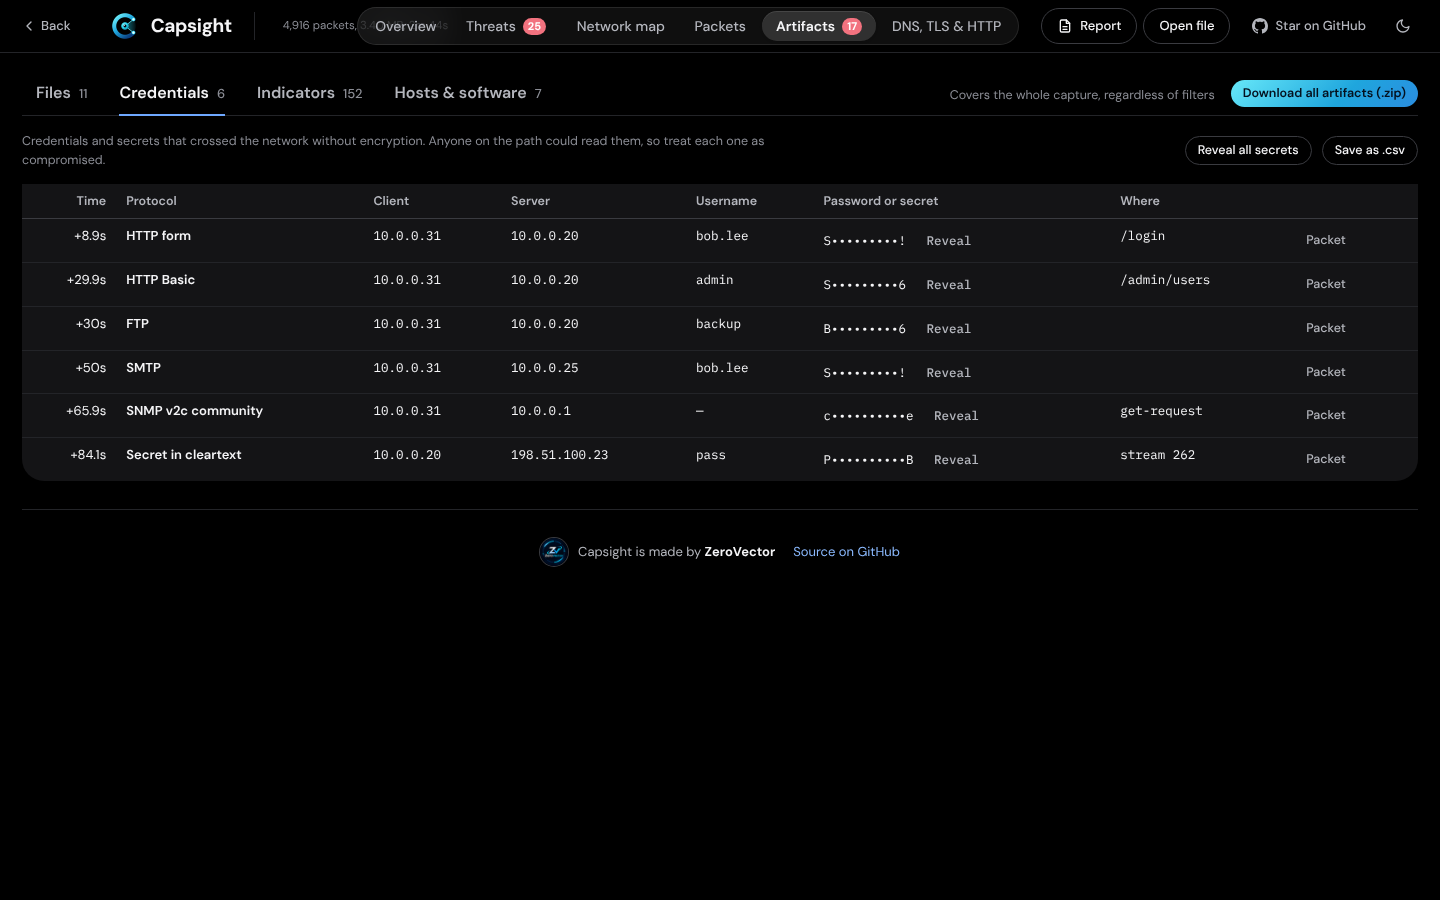 Back
Capsight
4,916 packets,
Overview
Threats 25
Network map
Packets
Artifacts 17
DNS, TLS & HTTP
Report
Open file
Star on GitHub
Files 11
Credentials 6
Indicators 152
Hosts & software 7
Covers the whole capture, regardless of filters
Download all artifacts (.zip)
Credentials and secrets that crossed the network without encryption. Anyone on the path could read them, so treat each one as
compromised.
Reveal all secrets
Save as .csv
Time Protocol Client Server Username Password or secret Where
+8.9s HTTP form 10.0.0.31 10.0.0.20 bob.lee S•••••••••! Reveal /login Packet
+29.9s HTTP Basic 10.0.0.31 10.0.0.20 admin S•••••••••6 Reveal /admin/users Packet
+30s FTP 10.0.0.31 10.0.0.20 backup B•••••••••6 Reveal Packet
+50s SMTP 10.0.0.31 10.0.0.25 bob.lee S•••••••••! Reveal Packet
+65.9s SNMP v2c community 10.0.0.31 10.0.0.1 — c••••••••••e Reveal get-request Packet
+84.1s Secret in cleartext 10.0.0.20 198.51.100.23 pass P••••••••••B Reveal stream 262 Packet
Capsight is made by ZeroVector
Source on GitHub